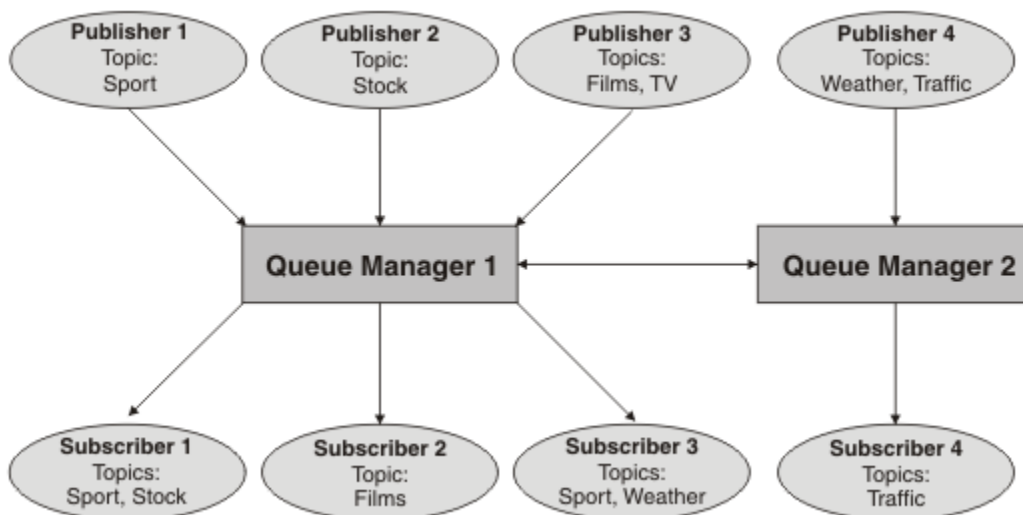 Publisher 1
Topic:
Sport
Publisher 2
Topic:
Stock
Publisher 3
Topics:
Films, TV
Publisher 4
Topics:
Weather, Traffic
Queue Manager 1
Queue Manager 2
Subscriber 1
Topics:
Sport, Stock
Subscriber 2
Topic:
Films
Subscriber 3
Topics:
Sport, Weather
Subscriber 4
Topics:
Traffic